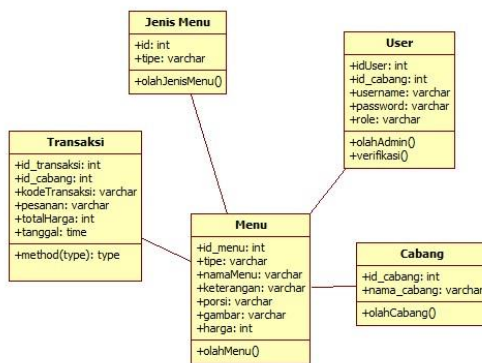 Jenis Menu
+id: int
+tipe: varchar
+olahJenisMenu()
User
+idUser: int
+id_cabang: int
+username: varchar
+password: varchar
+role: varchar
+olahAdmin()
+verifikasi()
Transaksi
+id_transaksi: int
+id_cabang: int
+kodeTransaksi: varchar
+pesanan: varchar
+totalHarga: int
+tanggal: time
+method(type): type
Menu
+id_menu: int
+tipe: varchar
+namaMenu: varchar
+keterangan: varchar
+porsi: varchar
+gambar: varchar
+harga: int
+olahMenu()
Cabang
+id_cabang: int
+nama_cabang: varchar
+olahCabang()